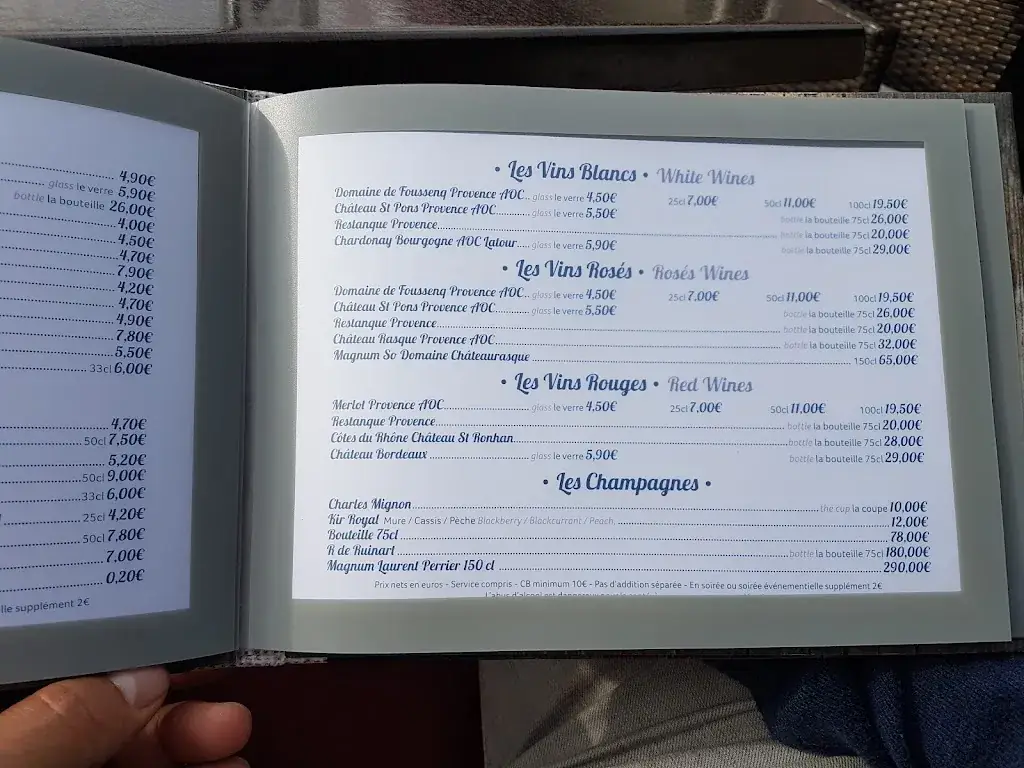 4,90€
glass le verre 5,90€
bottle la bouteille 26,00€
4,00€
4,50€
4,70€
7,90€
4,20€
4,70€
4,90€
7,80€
5,50€
33cl 6,00€
4,70€
50cl 7,50€
5,20€
50cl 9,00€
33cl 6,00€
25cl 4,20€
50cl 7,80€
7,00€
0,20€
elle supplément 2€
• Les Vins Blancs • White Wines
Domaine de Foussenq Provence AOC.. glass le verre 4,50€ 25cl 7,00€ 50cl 11,00€ 100cl 19,50€
Château St Pons Provence AOC.......... glass le verre 5,50€ bottle la bouteille 75cl 26,00€
Restanque Provence.......... bottle la bouteille 75cl 20,00€
Chardonay Bourgogne AOC Latour..... glass le verre 5,90€ bottle la bouteille 75cl 29,00€
• Les Vins Rosés • Rosés Wines
Domaine de Foussenq Provence AOC.. glass le verre 4,50€ 25cl 7,00€ 50cl 11,00€ 100cl 19,50€
Château St Pons Provence AOC.......... glass le verre 5,50€ bottle la bouteille 75cl 26,00€
Restanque Provence.......... bottle la bouteille 75cl 20,00€
Château Rasque Provence AOC.......... bottle la bouteille 75cl 32,00€
Magnum So Domaine Châteaurasque .......... 150cl 65,00€
• Les Vins Rouges • Red Wines
Merlot Provence AOC.......... glass le verre 4,50€ 25cl 7,00€ 50cl 11,00€ 100cl 19,50€
Restanque Provence.......... bottle la bouteille 75cl 20,00€
Côtes du Rhône Château St Ronhan.......... bottle la bouteille 75cl 28,00€
Château Bordeaux .......... glass le verre 5,90€ bottle la bouteille 75cl 29,00€
• Les Champagnes •
Charles Mignon.......... the cup la coupe 10,00€
Kir Royal Mure / Cassis / Pèche Blackberry / Blackcurrant / Peach. .......... 12,00€
Bouteille 75cl.......... 78,00€
R de Ruinart .......... bottle la bouteille 75cl 180,00€
Magnum Laurent Perrier 150 cl .......... 290,00€
Prix nets en euros - Service compris - CB minimum 10€ - Pas d'addition séparée - En soirée ou soirée événementielle supplément 2€
L'abus d'alcool est dangereux pour la santé